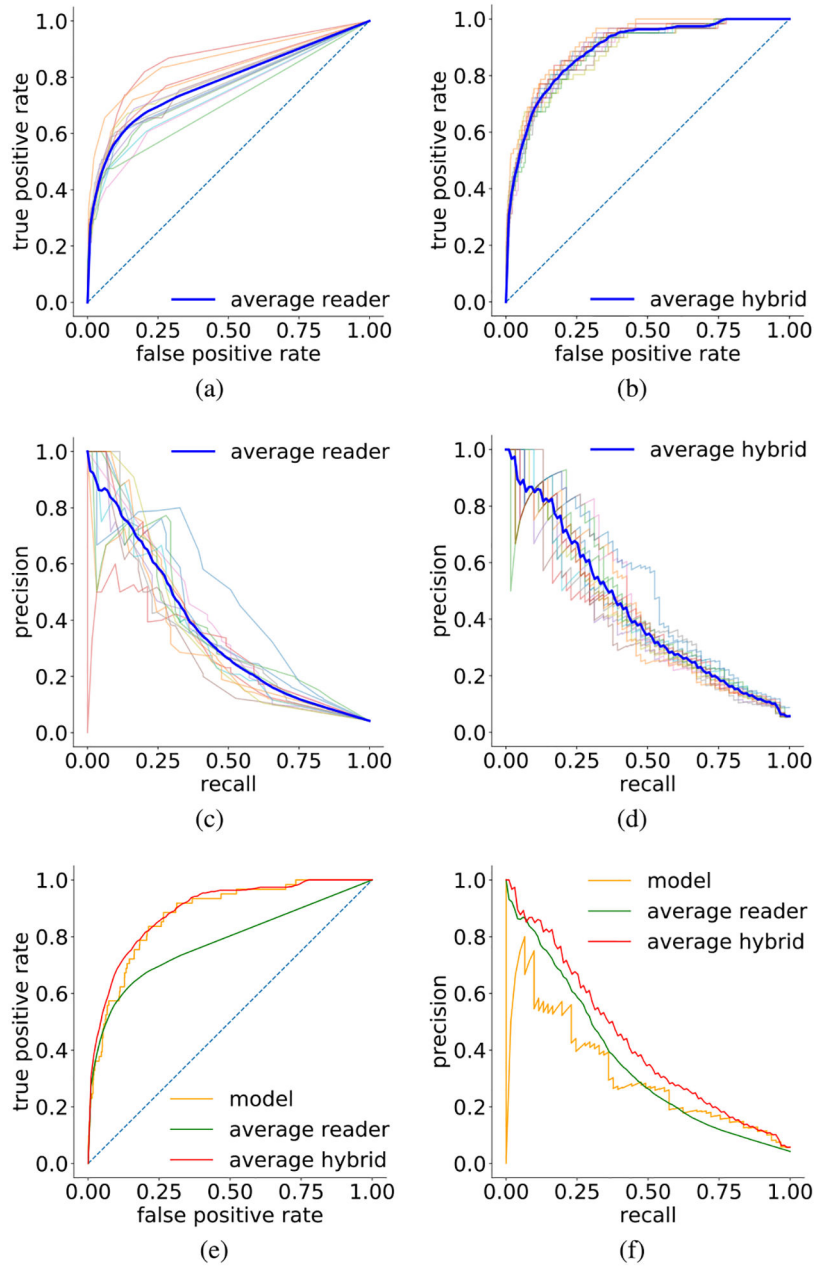 1.0
0.8
0.6
0.4
0.2
0.0
true positive rate
average reader
0.00 0.25 0.50 0.75 1.00
false positive rate
(a)
1.0
0.8
0.6
0.4
0.2
0.0
true positive rate
average hybrid
0.00 0.25 0.50 0.75 1.00
false positive rate
(b)
average reader
1.0
0.8
0.6
0.4
0.2
0.0
precision
0.00 0.25 0.50 0.75 1.00
recall
(c)
average hybrid
1.0
0.8
0.6
0.4
0.2
0.0
precision
0.00 0.25 0.50 0.75 1.00
recall
(d)
1.0
0.8
0.6
0.4
0.2
0.0
true positive rate
model
average reader
average hybrid
0.00 0.25 0.50 0.75 1.00
false positive rate
(e)
model
average reader
average hybrid
1.0
0.8
0.6
0.4
0.2
0.0
precision
0.00 0.25 0.50 0.75 1.00
recall
(f)